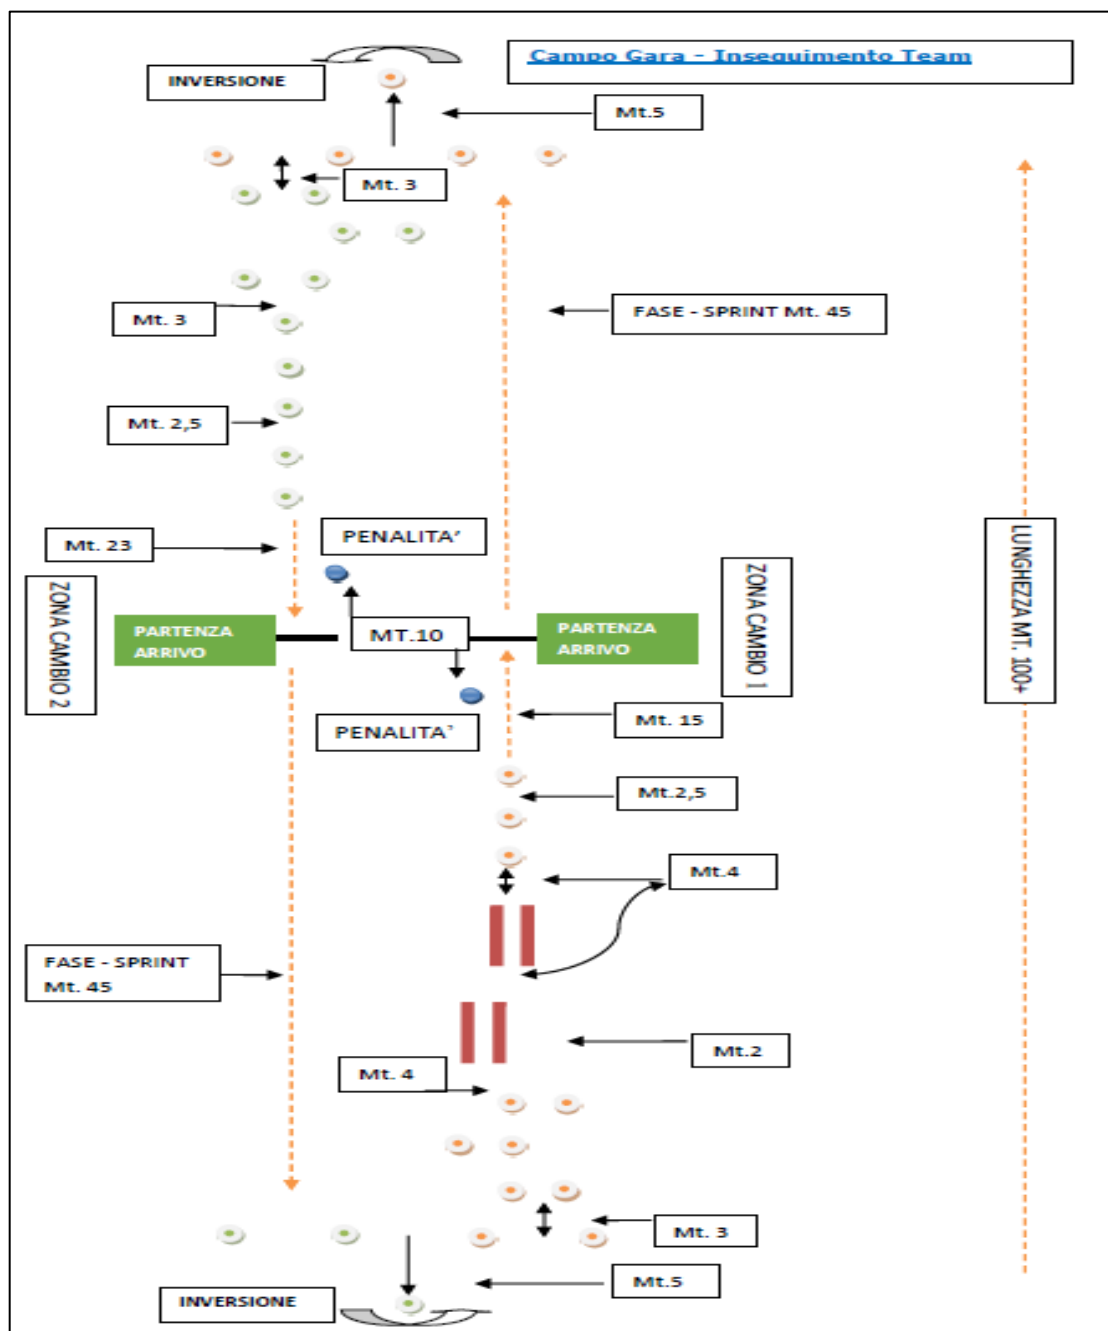 Campo Gara - Inseguimento Team
INVERSIONE
Mt.5
Mt. 3
Mt. 3
FASE - SPRINT Mt. 45
Mt. 2,5
Mt. 23
PENALITA'
ZONA CAMBIO 2
PARTENZA
ARRIVO
MT.10
PARTENZA
ARRIVO
ZONA CAMBIO 1
LUNGHEZZA MT. 100+
PENALITA'
Mt. 15
Mt.2,5
Mt.4
FASE - SPRINT
Mt. 45
Mt.2
Mt. 4
Mt. 3
Mt.5
INVERSIONE